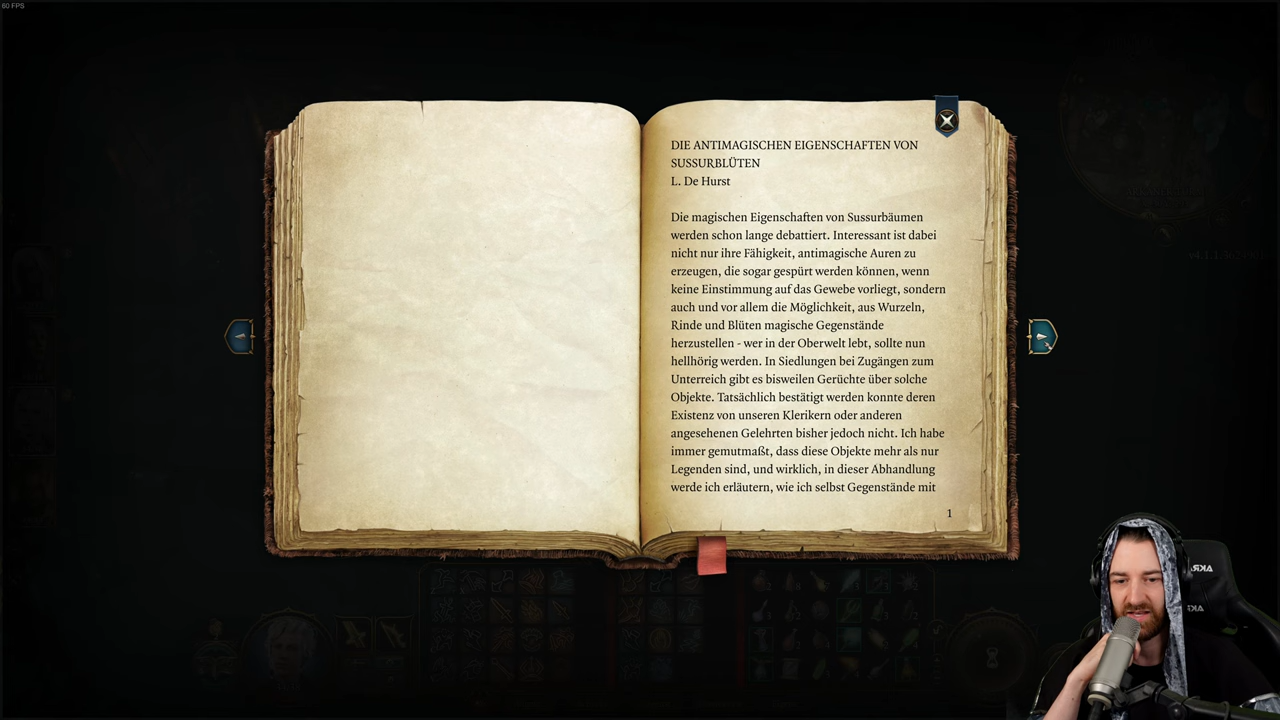 60 FPS
DIE ANTIMAGISCHEN EIGENSCHAFTEN VON
SUSSURBLÜTEN
L. De Hurst
Die magischen Eigenschaften von Sussurbäumen
werden schon lange debattiert. Interessant ist dabei
nicht nur ihre Fähigkeit, antimagische Auren zu
erzeugen, die sogar gespürt werden können, wenn
keine Einstimmung auf das Gewebe vorliegt, sondern
auch und vor allem die Möglichkeit, aus Wurzeln,
Rinde und Blüten magische Gegenstände
herzustellen - wer in der Oberwelt lebt, sollte nun
hellhörig werden. In Siedlungen bei Zugängen zum
Unterreich gibt es bisweilen Gerüchte über solche
Objekte. Tatsächlich bestätigt werden konnte deren
Existenz von unseren Klerikern oder anderen
angesehenen Gelehrten bisher jedoch nicht. Ich habe
immer gemutmaßt, dass diese Objekte mehr als nur
Legenden sind, und wirklich, in dieser Abhandlung
werde ich erläutern, wie ich selbst Gegenstände mit
1